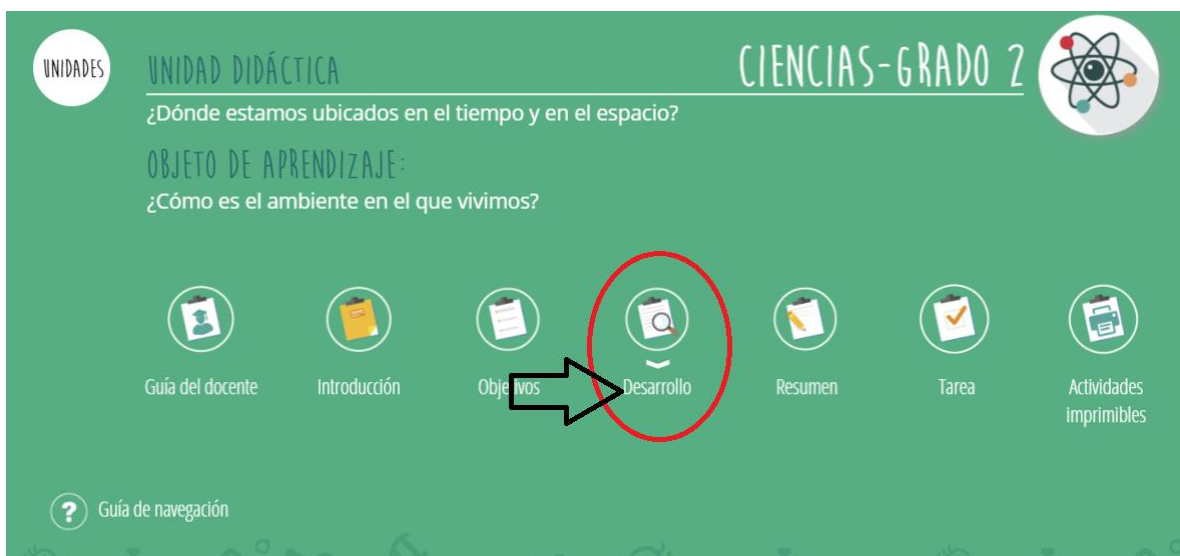 UNIDADES
UNIDAD DIDÁCTICA
CIENCIAS-GRADO 2
¿Dónde estamos ubicados en el tiempo y en el espacio?
OBJETO DE APRENDIZAJE:
¿Cómo es el ambiente en el que vivimos?
Guía del docente
Introducción
Objetivos
Desarrollo
Resumen
Tarea
Actividades
imprimibles
? Guía de navegación